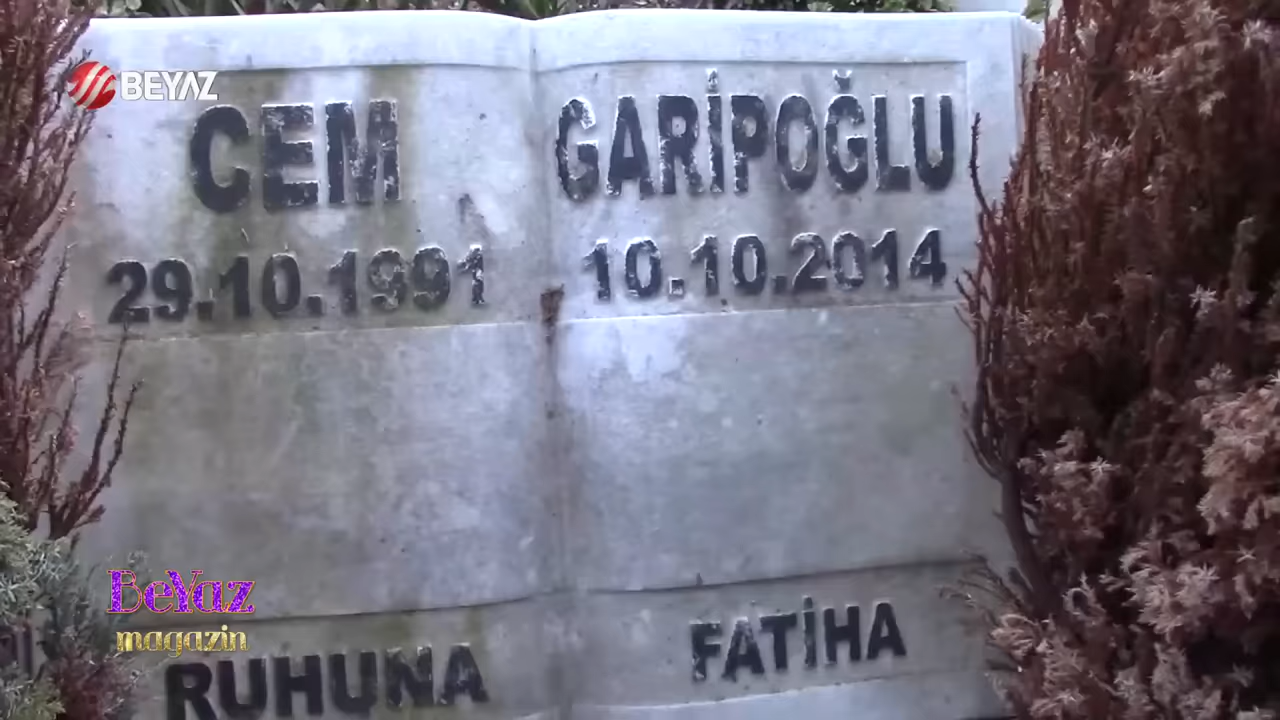 BEYAZ
CEM GARİPOĞLU
29.10.1991 10.10.2014
BeYaz
magazin
RUHUNA FATİHA